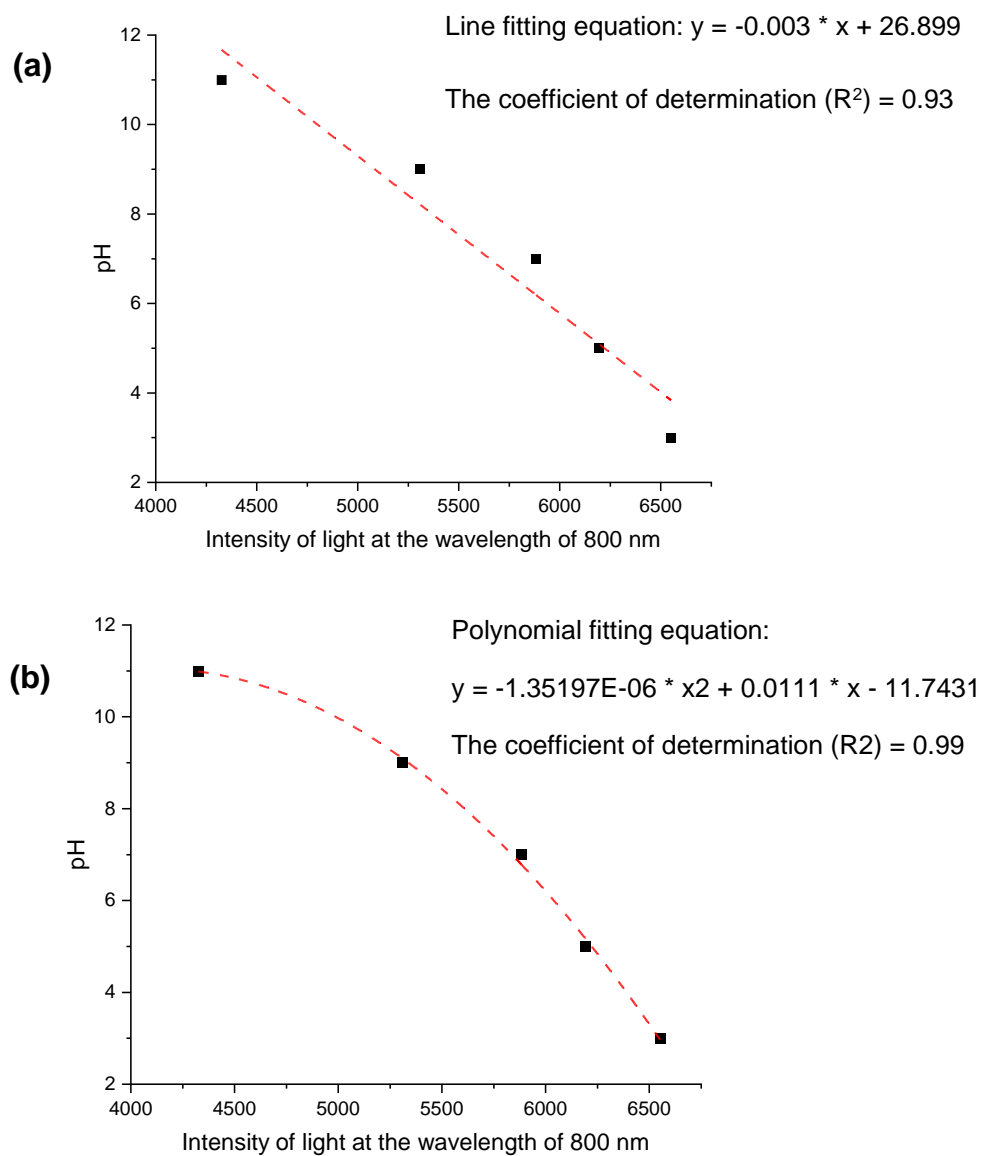 Line fitting equation: y = -0.003 * x + 26.899
(a)
The coefficient of determination (R²) = 0.93
12
10
8
6
4
2
pH
4000 4500 5000 5500 6000 6500
Intensity of light at the wavelength of 800 nm
Polynomial fitting equation:
(b)
y = -1.35197E-06 * x2 + 0.0111 * x - 11.7431
The coefficient of determination (R2) = 0.99
12
10
8
6
4
2
pH
4000 4500 5000 5500 6000 6500
Intensity of light at the wavelength of 800 nm